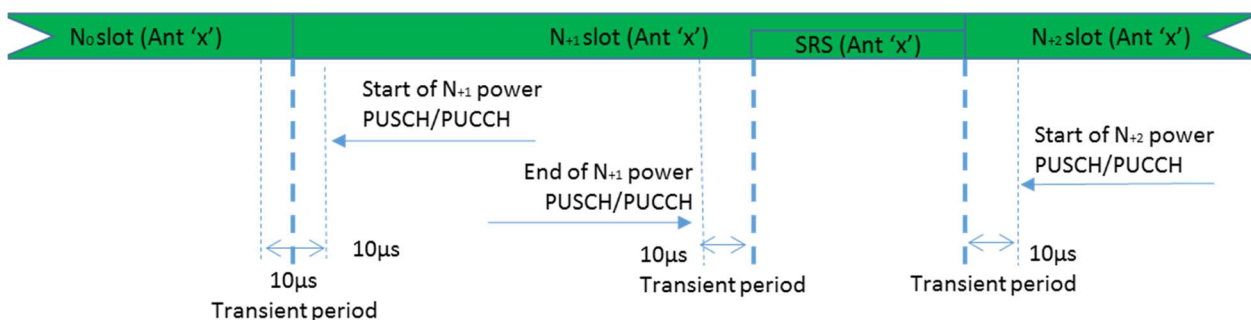 N₀ slot (Ant ‘x’)
N₊₁ slot (Ant ‘x’)
SRS (Ant ‘x’)
N₊₂ slot (Ant ‘x’)
Start of N₊₁ power
PUSCH/PUCCH
End of N₊₁ power
PUSCH/PUCCH
Start of N₊₂ power
PUSCH/PUCCH
10µs
10µs
Transient period
10µs
Transient period
10µs
Transient period